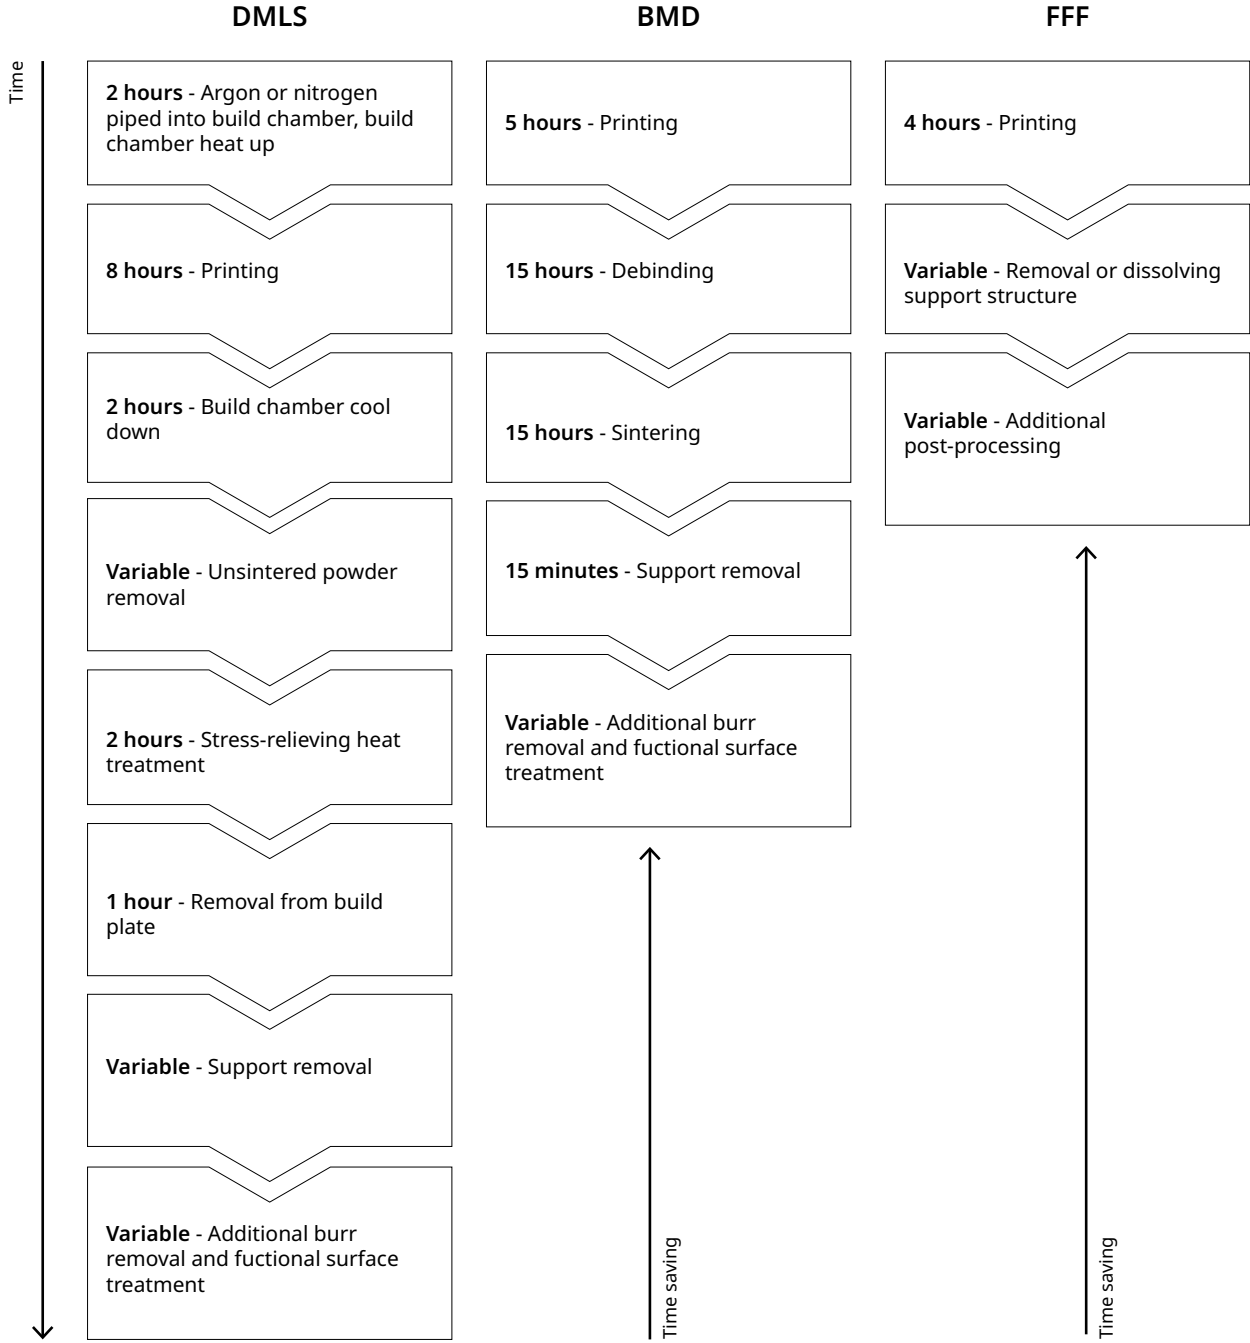 DMLS
BMD
FFF
Time
2 hours - Argon or nitrogen
piped into build chamber, build
chamber heat up
8 hours - Printing
2 hours - Build chamber cool
down
Variable - Unsintered powder
removal
2 hours - Stress-relieving heat
treatment
1 hour - Removal from build
plate
Variable - Support removal
Variable - Additional burr
removal and fuctional surface
treatment
5 hours - Printing
15 hours - Debinding
15 hours - Sintering
15 minutes - Support removal
Variable - Additional burr
removal and fuctional surface
treatment
Time saving
4 hours - Printing
Variable - Removal or dissolving
support structure
Variable - Additional
post-processing
Time saving